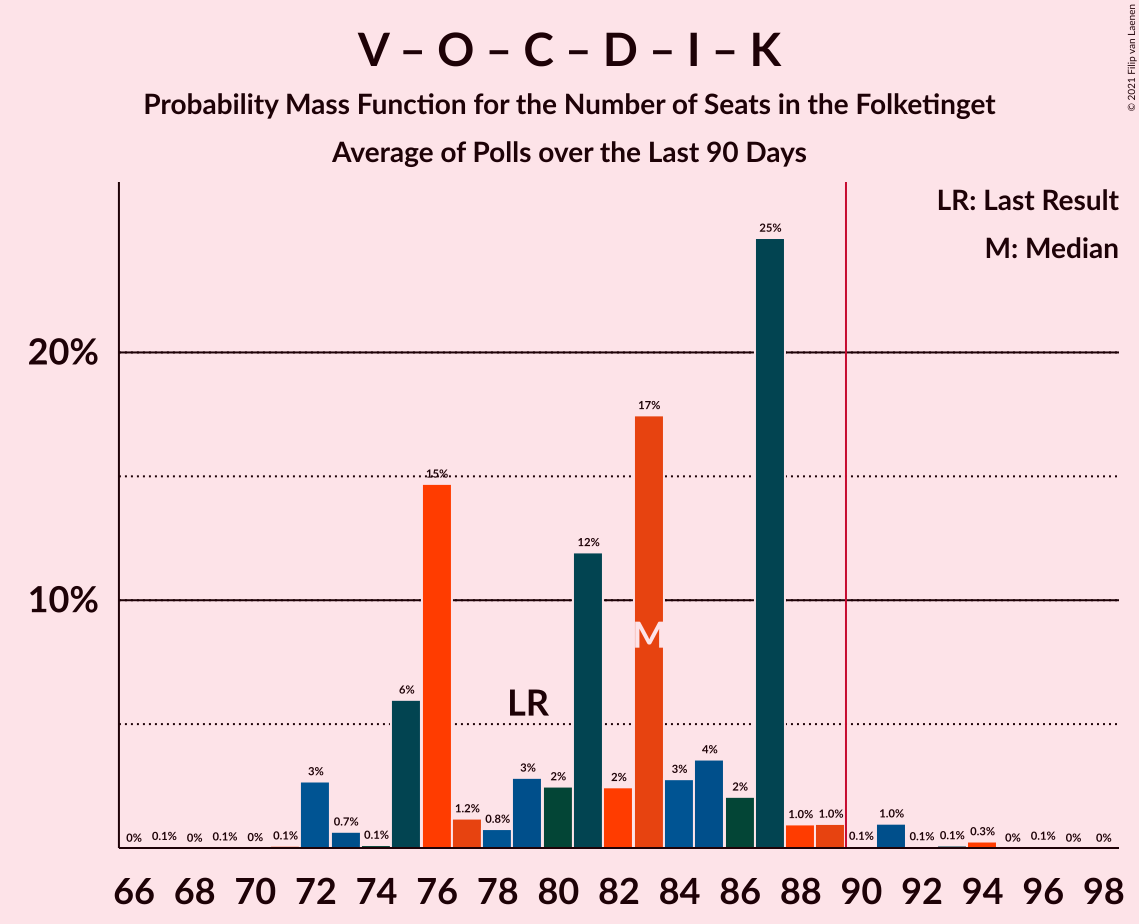 V – O – C – D – I – K
Probability Mass Function for the Number of Seats in the Folketinget
Average of Polls over the Last 90 Days
© 2021 Filip van Laenen
LR: Last Result
M: Median
20%
10%
0% 0.1% 0% 0.1% 0% 0.1% 3% 0.7% 0.1% 6% 15% 1.2% 0.8% 3% 2% 12% 2% 17% 3% 4% 2% 25% 1.0% 1.0% 0.1% 1.0% 0.1% 0.1% 0.3% 0% 0.1% 0% 0%
LR
M
66 68 70 72 74 76 78 80 82 84 86 88 90 92 94 96 98